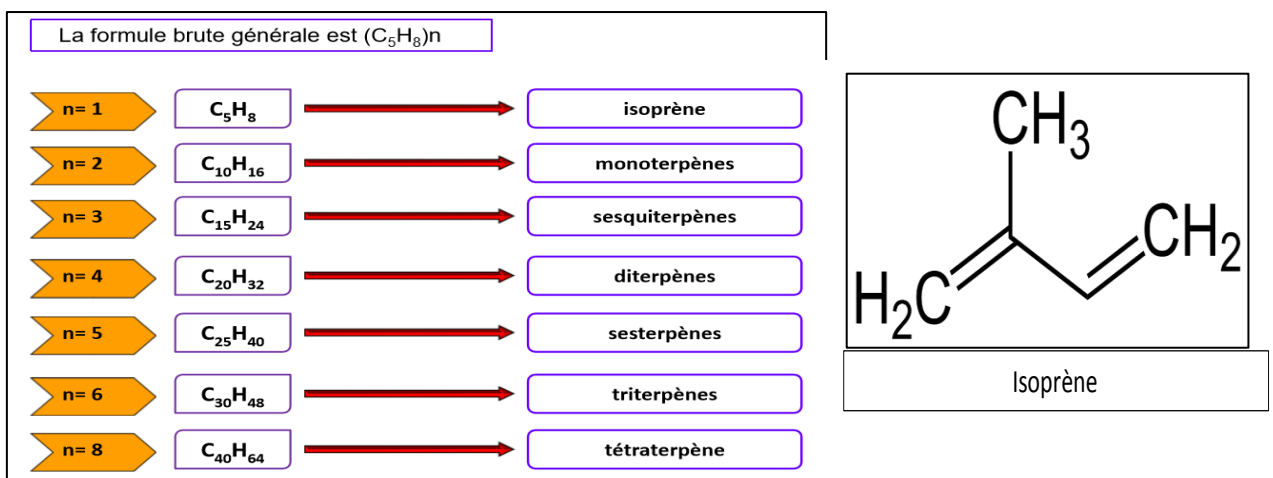 La formule brute générale est (C₅H₈)n
n= 1 C₅H₈ isoprène
n= 2 C₁₀H₁₆ monoterpènes
n= 3 C₁₅H₂₄ sesquiterpènes
n= 4 C₂₀H₃₂ diterpènes
n= 5 C₂₅H₄₀ sesterpènes
n= 6 C₃₀H₄₈ triterpènes
n= 8 C₄₀H₆₄ tétraterpène
CH₃
CH₂
H₂C
Isoprène